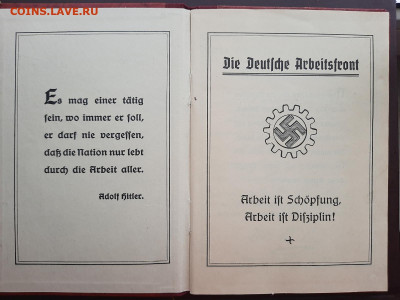 COINS.LAVE.RU
Es mag einer tätig
sein, wo immer er soll,
er darf nie vergessen,
daß die Nation nur lebt
durch die Arbeit aller.
Adolf Hitler.
Die Deutsche Arbeitsfront
Arbeit ist Schöpfung,
Arbeit ist Disziplin!